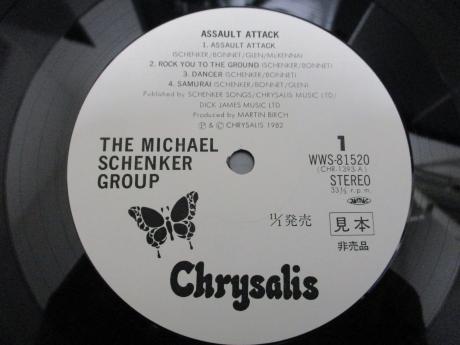 ASSAULT ATTACK
1. ASSAULT ATTACK
(SCHENKER/BONNET/GLEN/McKENNA)
2. ROCK YOU TO THE GROUND (SCHENKER/BONNET)
3. DANCER (SCHENKER/BONNET)
4. SAMURAI (SCHENKER/BONNET/GLEN)
Published by SCHENKER SONGS/CHRYSALIS MUSIC LTD/
DICK JAMES MUSIC LTD
Produced by MARTIN BIRCH
Ⓟ & © CHRYSALIS 1982
THE MICHAEL
SCHENKER
GROUP
1
WWS-81520
(CHR-1393-A)
STEREO
33⅓ r.p.m.
11/1発売
見本
非売品
Chrysalis